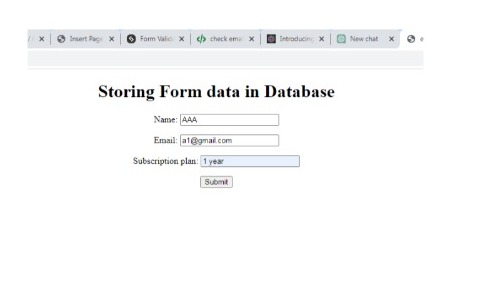 Insert Page Form Valida check ema Introducing New chat
Storing Form data in Database
Name: AAA
Email: a1@gmail.com
Subscription plan: 1 year
Submit